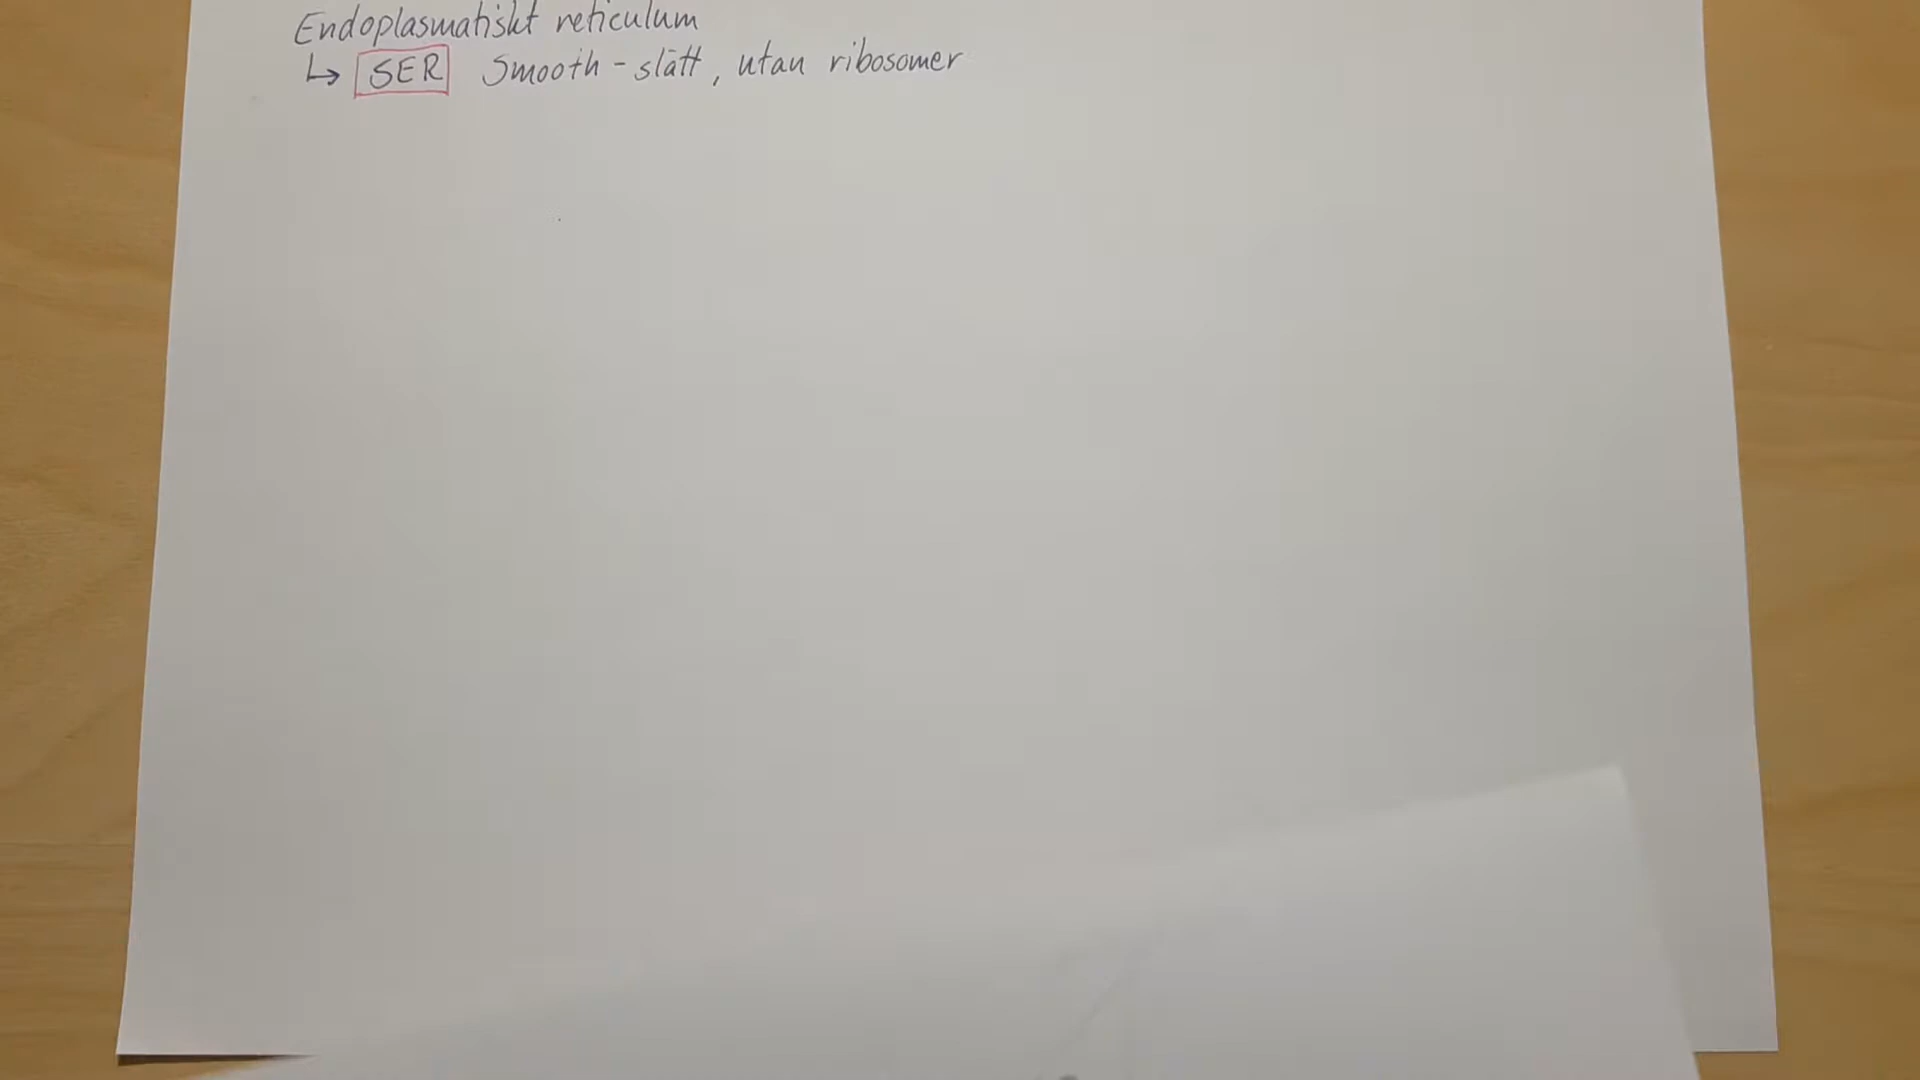 Endoplasmatiskt reticulum
↳ SER Smooth - slätt, utan ribosomer